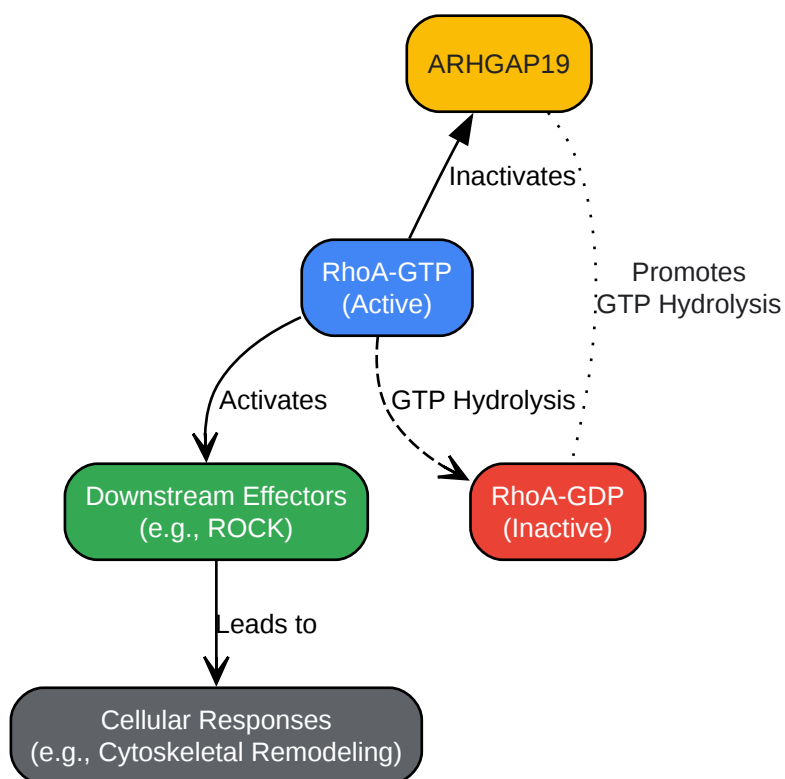 ARHGAP19
Inactivates
RhoA-GTP
(Active)
Promotes
GTP Hydrolysis
Activates
GTP Hydrolysis
Downstream Effectors
(e.g., ROCK)
RhoA-GDP
(Inactive)
Leads to
Cellular Responses
(e.g., Cytoskeletal Remodeling)